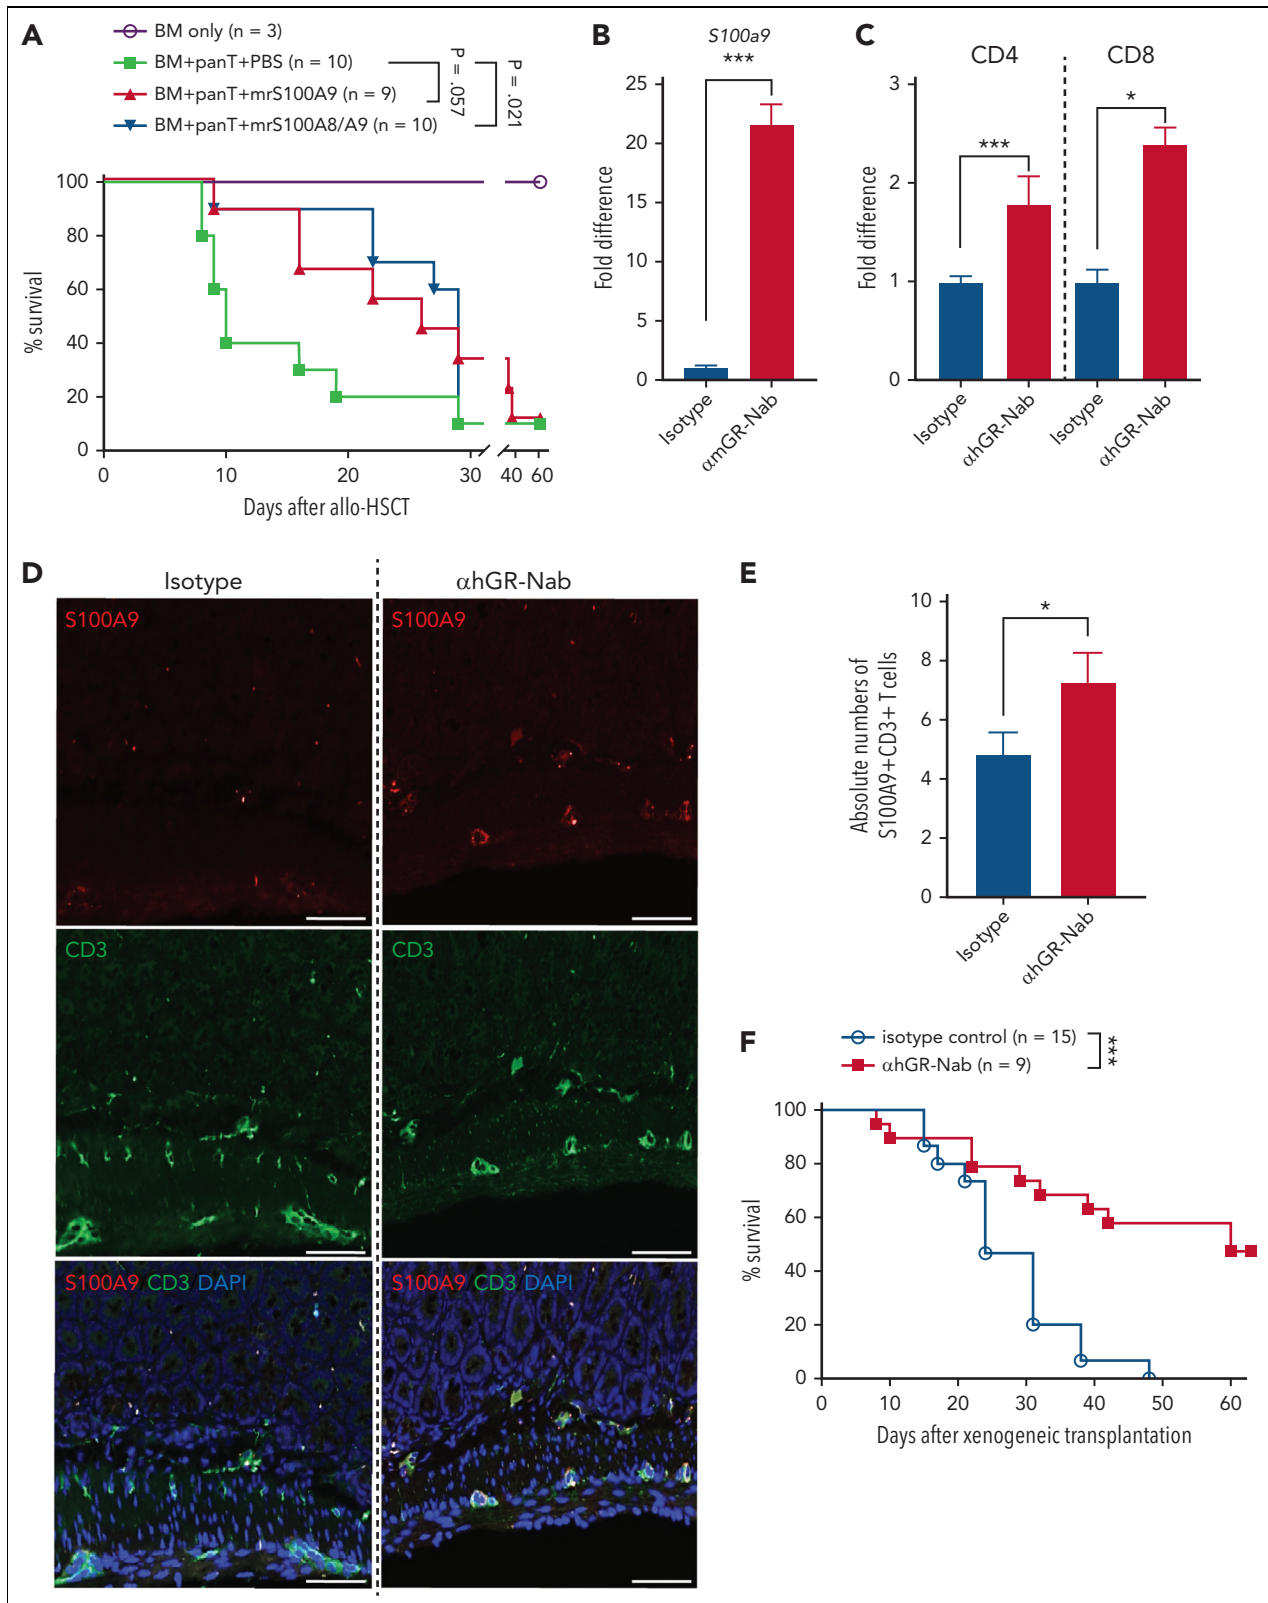 A
BM only (n = 3)
BM+panT+PBS (n = 10)
BM+panT+mrS100A9 (n = 9)
BM+panT+mrS100A8/A9 (n = 10)
P = .057
P = .021
% survival
100
80
60
40
20
0
0
10
20
30
40
60
Days after allo-HSCT
B
S100a9
***
Fold difference
25
20
15
10
5
0
Isotype
αmGR-Nab
C
CD4
CD8
***
*
Fold difference
3
2
1
0
Isotype
αhGR-Nab
Isotype
αhGR-Nab
D
Isotype
αhGR-Nab
S100A9
S100A9
CD3
CD3
S100A9 CD3 DAPI
S100A9 CD3 DAPI
E
*
Absolute numbers of
S100A9+CD3+ T cells
10
8
6
4
2
0
Isotype
αhGR-Nab
F
isotype control (n = 15)
αhGR-Nab (n = 9)
***
% survival
100
80
60
40
20
0
0
10
20
30
40
50
60
Days after xenogeneic transplantation